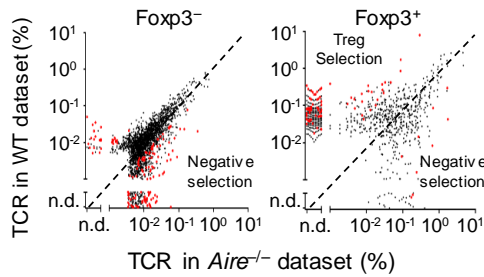 Foxp3⁻ Foxp3⁺
TCR in WT dataset (%)
10¹
10⁰
10⁻¹
10⁻²
n.d.
Negative
selection
n.d. 10⁻² 10⁻¹ 10⁰ 10¹
Treg
Selection
10¹
10⁰
10⁻¹
10⁻²
n.d.
Negative
selection
n.d. 10⁻² 10⁻¹ 10⁰ 10¹
TCR in Aire⁻/⁻ dataset (%)